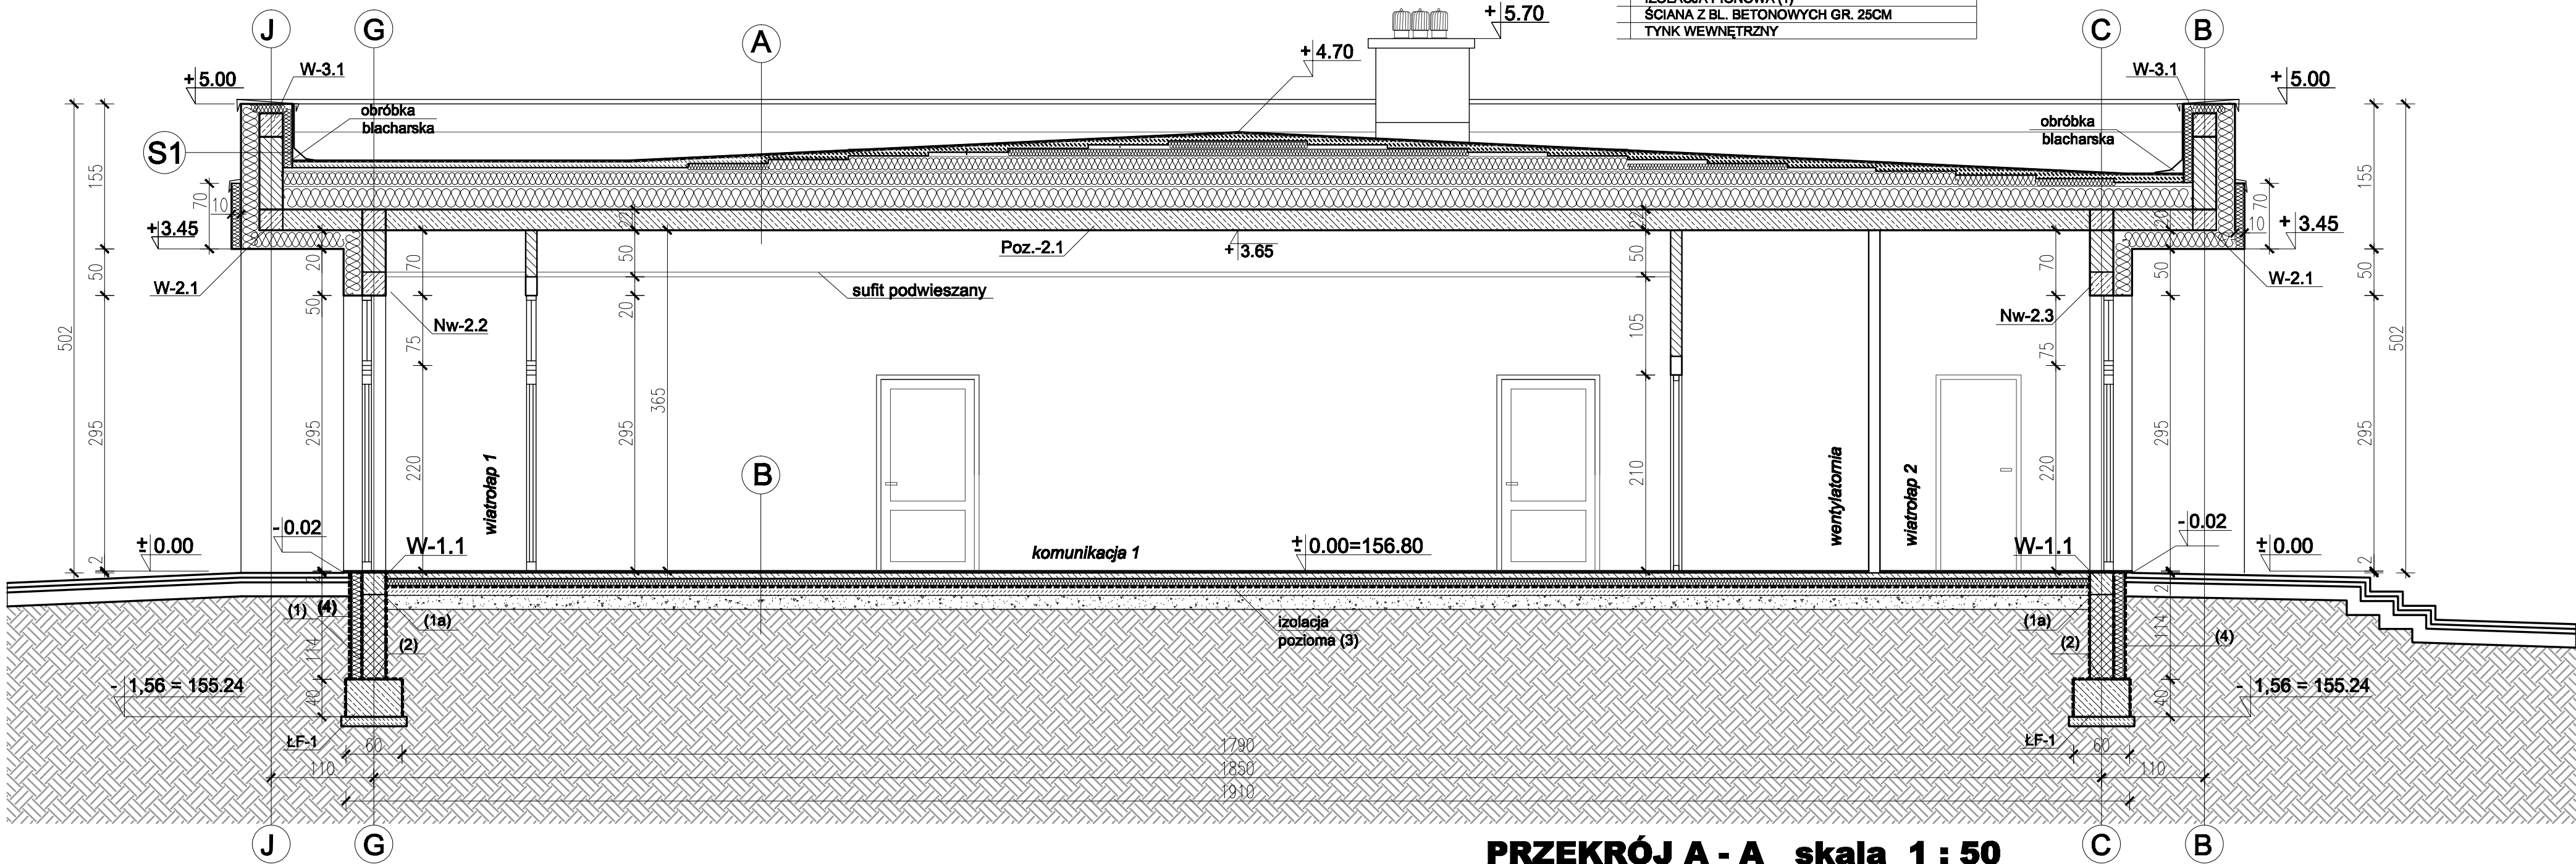 IZOLACJA PIONOWA (1)
ŚCIANA Z BL. BETONOWYCH GR. 25CM
TYNK WEWNĘTRZNY
J
G
A
C
B
+ 5.70
+ 4.70
+ 5.00
W-3.1
W-3.1
+ 5.00
obróbka
blacharska
obróbka
blacharska
S1
155
70
10
22
22
20
155
70
10
+ 3.45
+ 3.45
Poz.-2.1
+ 3.65
50
20
70
50
50
70
50
50
W-2.1
W-2.1
sufit podwieszany
50
20
Nw-2.2
Nw-2.3
502
75
105
75
502
365
295
295
220
295
210
220
295
295
B
wiatrołap 1
wentylatornia
wiatrołap 2
- 0.02
- 0.02
± 0.00
W-1.1
komunikacja 1
± 0.00=156.80
W-1.1
± 0.00
2
2
2
(1)
(4)
(1a)
(2)
izolacja
pozioma (3)
(1a)
(2)
(4)
114
114
- 1,56 = 155.24
40
40
- 1,56 = 155.24
ŁF-1
60
1790
ŁF-1
60
110
1850
110
1910
J
G
C
B
PRZEKRÓJ A - A skala 1 : 50